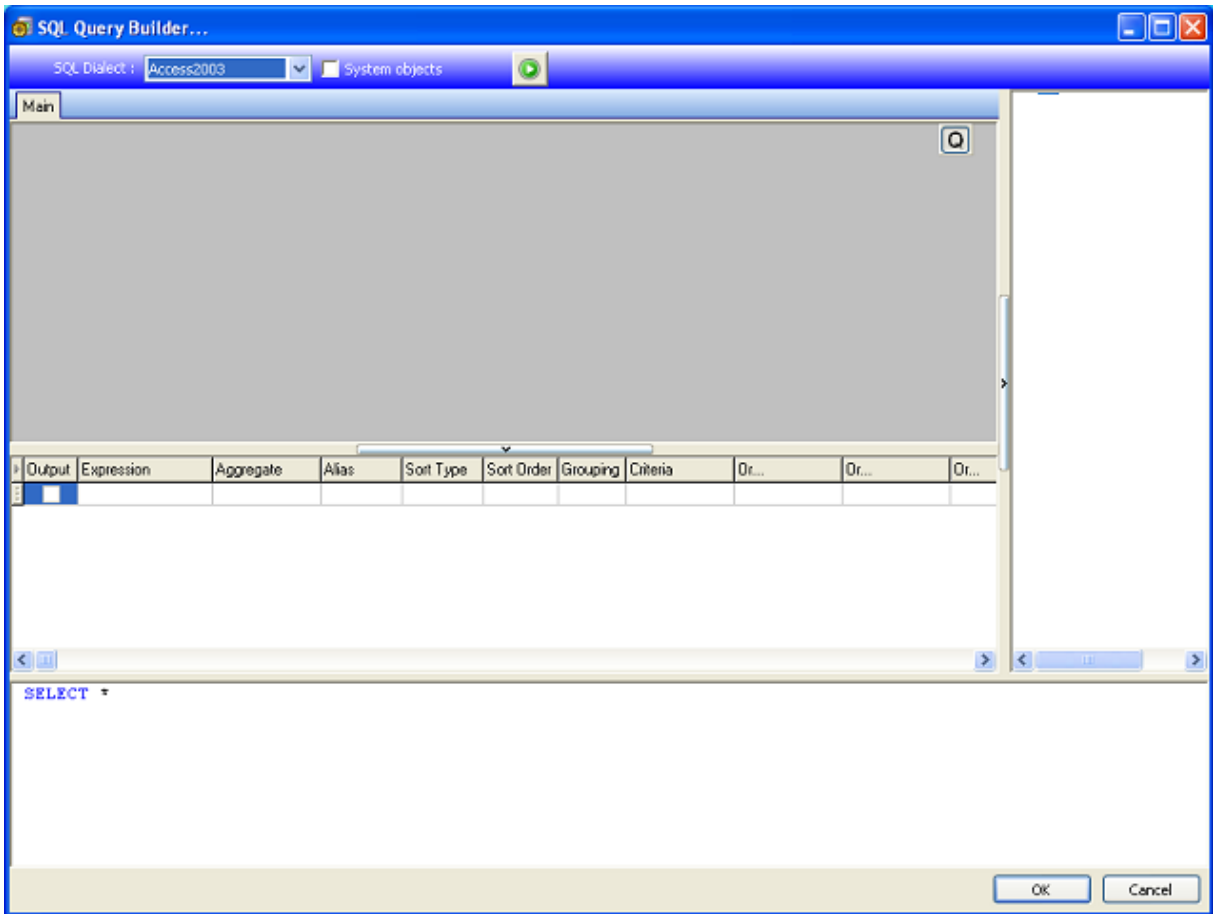 SQL Query Builder...
SQL Dialect : Access2003 System objects
Main
Q
Output Expression Aggregate Alias Sort Type Sort Order Grouping Criteria Or... Or... Or...
SELECT *
OK Cancel